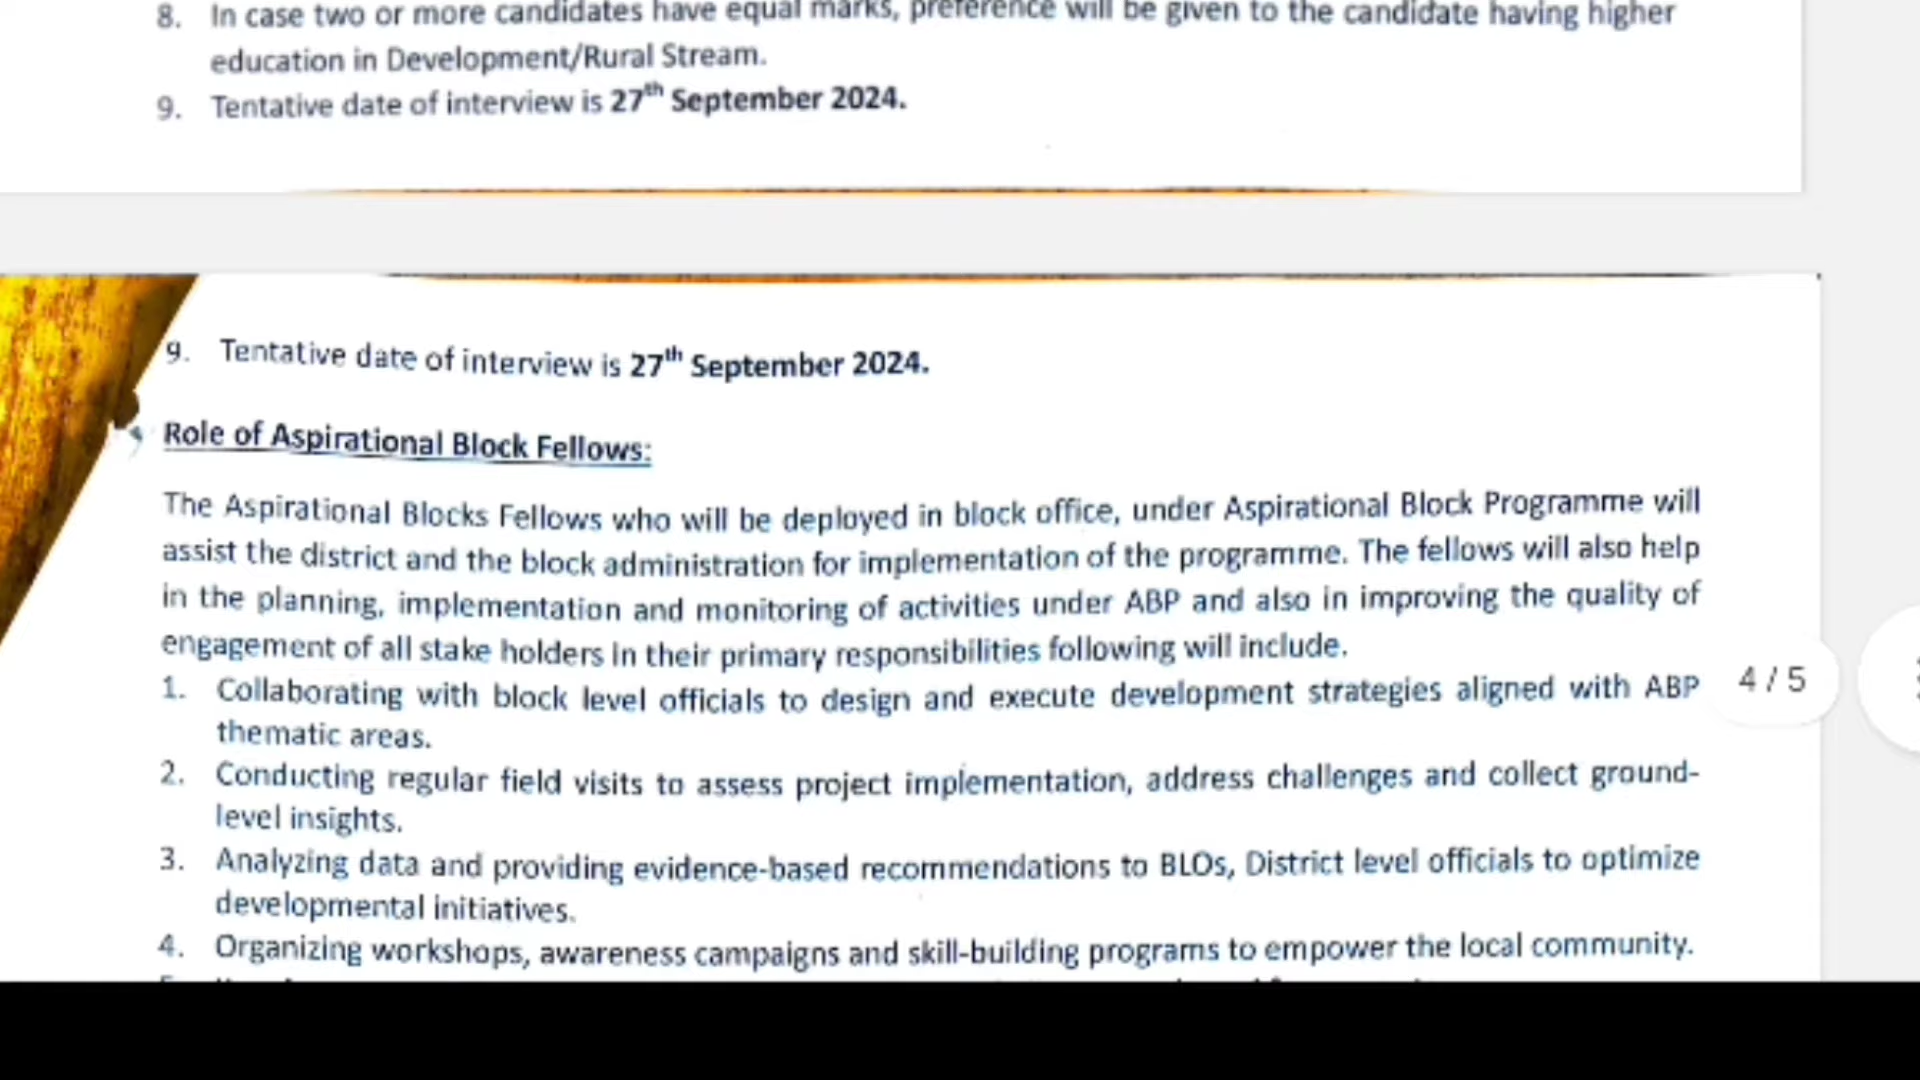 8. In case two or more candidates have equal marks, preference will be given to the candidate having higher
education in Development/Rural Stream.
9. Tentative date of interview is 27th September 2024.
9. Tentative date of interview is 27th September 2024.
Role of Aspirational Block Fellows:
The Aspirational Blocks Fellows who will be deployed in block office, under Aspirational Block Programme will
assist the district and the block administration for implementation of the programme. The fellows will also help
in the planning, implementation and monitoring of activities under ABP and also in improving the quality of
engagement of all stake holders in their primary responsibilities following will include.
1. Collaborating with block level officials to design and execute development strategies aligned with ABP
thematic areas.
4 / 5
2. Conducting regular field visits to assess project implementation, address challenges and collect ground-
level insights.
3. Analyzing data and providing evidence-based recommendations to BLOs, District level officials to optimize
developmental initiatives.
4. Organizing workshops, awareness campaigns and skill-building programs to empower the local community.